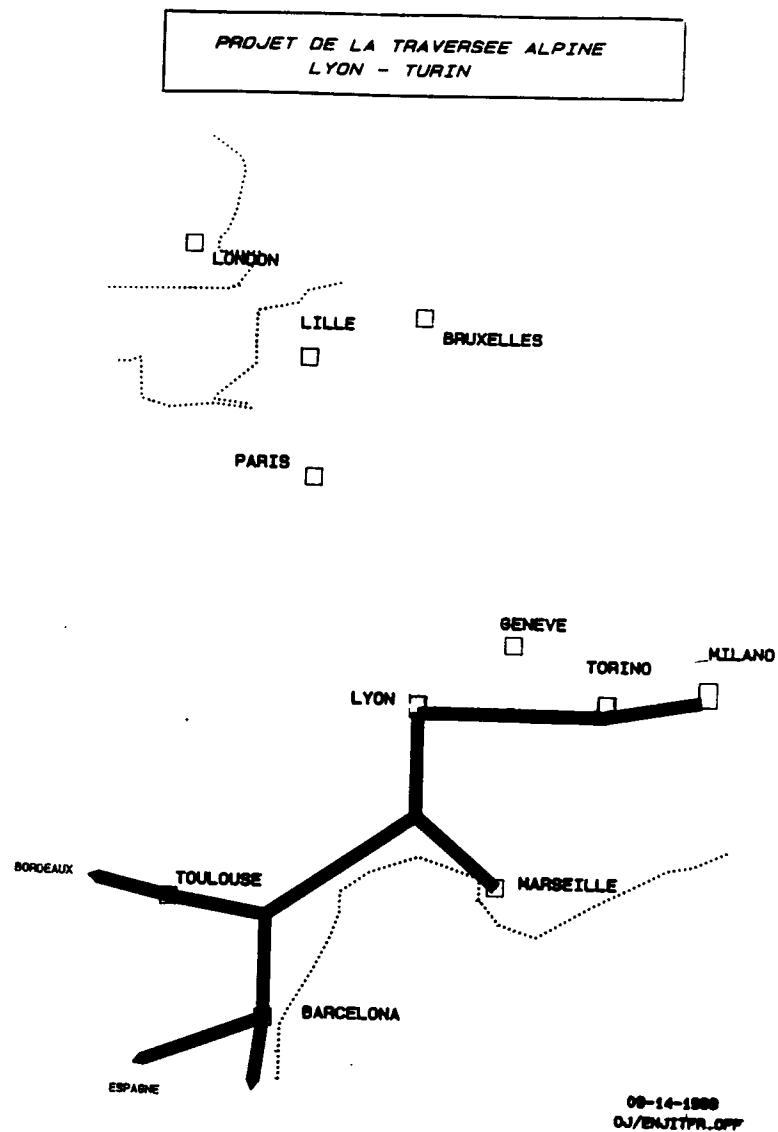 PROJET DE LA TRAVERSEE ALPINE
LYON - TURIN
LONDON
LILLE
BRUXELLES
PARIS
GENEVE
TORINO
MILANO
LYON
BORDEAUX
TOULOUSE
MARSEILLE
BARCELONA
ESPAGNE